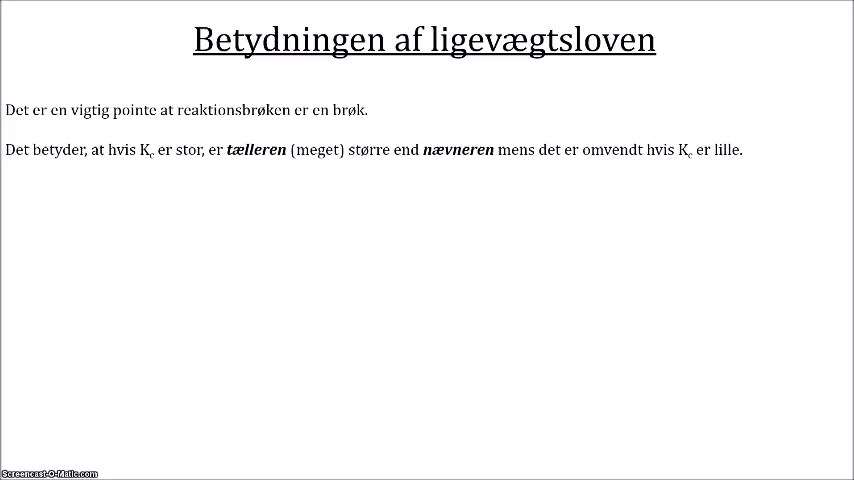 Betydningen af ligevægtsloven
Det er en vigtig pointe at reaktionsbrøken er en brøk.
Det betyder, at hvis Kc er stor, er tælleren (meget) større end nævneren mens det er omvendt hvis Kc er lille.
Screencast-O-Matic.com